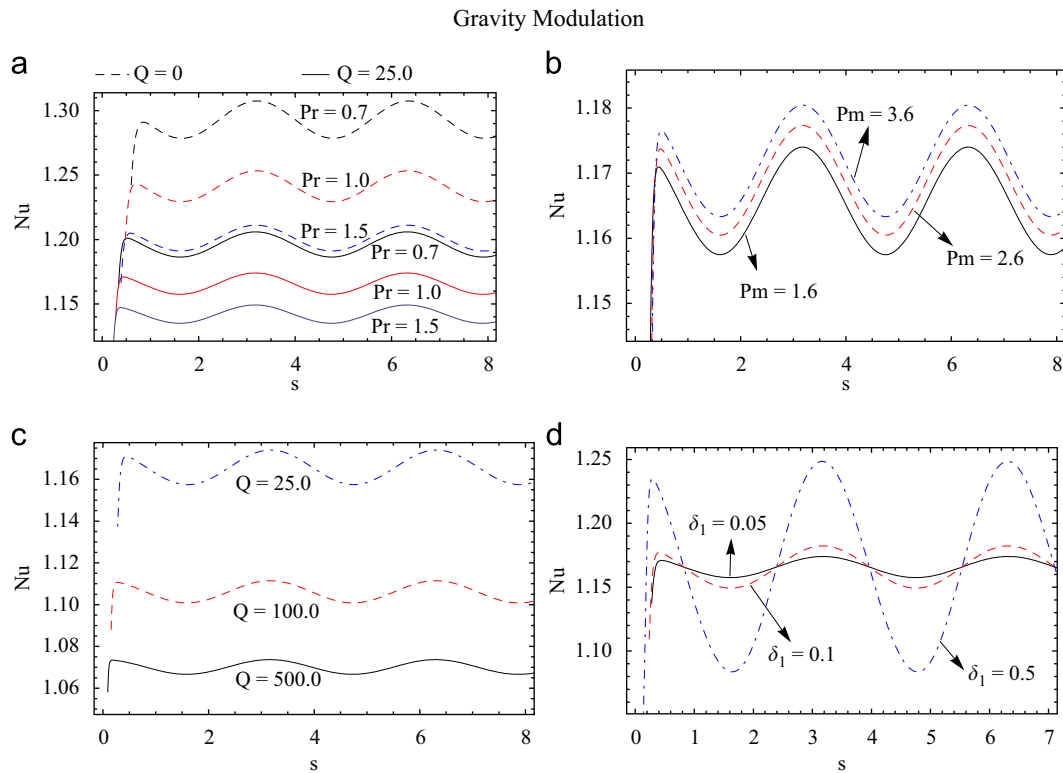 Gravity Modulation
a
Q = 0
Q = 25.0
1.30
1.25
1.20
1.15
Nu
Pr = 0.7
Pr = 1.0
Pr = 1.5
Pr = 0.7
Pr = 1.0
Pr = 1.5
0 2 4 6 8
s
b
1.18
1.17
1.16
1.15
Nu
Pm = 3.6
Pm = 2.6
Pm = 1.6
0 2 4 6 8
s
c
1.16
1.14
1.12
1.10
1.08
1.06
Nu
Q = 25.0
Q = 100.0
Q = 500.0
0 2 4 6 8
s
d
1.25
1.20
1.15
1.10
Nu
δ₁ = 0.05
δ₁ = 0.1
δ₁ = 0.5
0 1 2 3 4 5 6 7
s